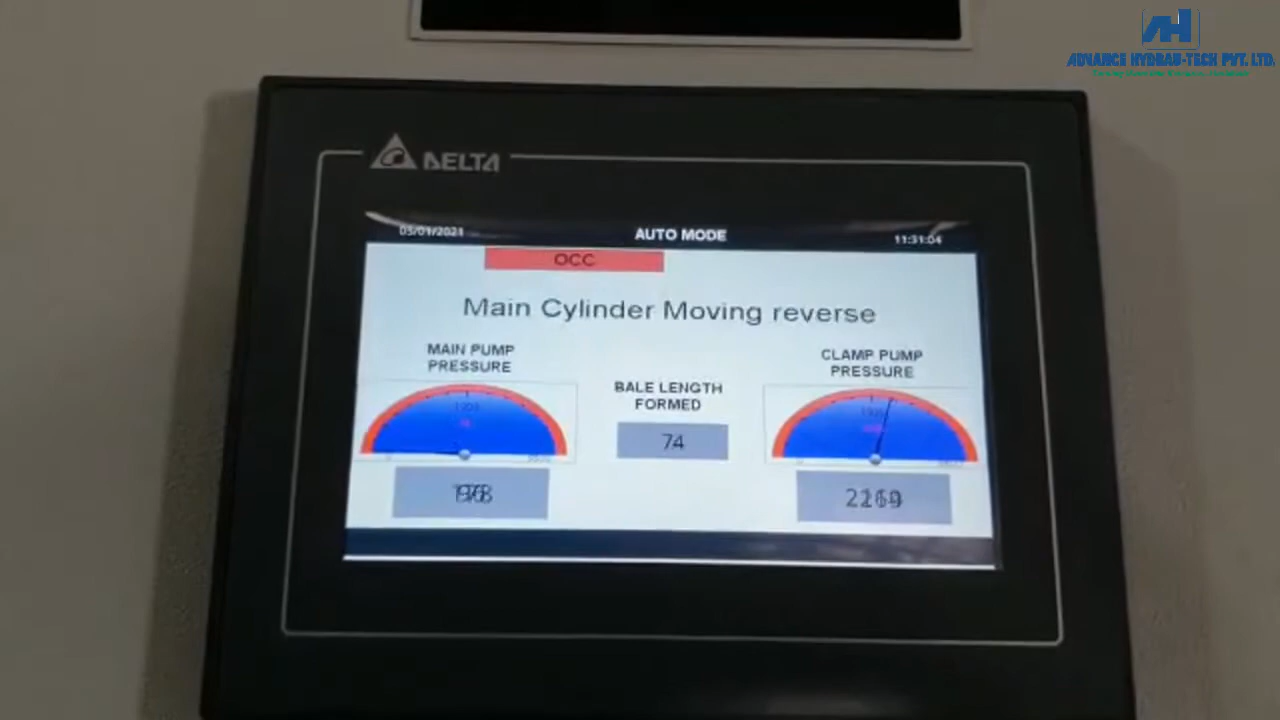 AH
ADVANCE HYDRAU-TECH PVT. LTD.
DELTA
05/01/2021
AUTO MODE
11:31:04
OCC
Main Cylinder Moving reverse
MAIN PUMP
PRESSURE
CLAMP PUMP
PRESSURE
BALE LENGTH
FORMED
74